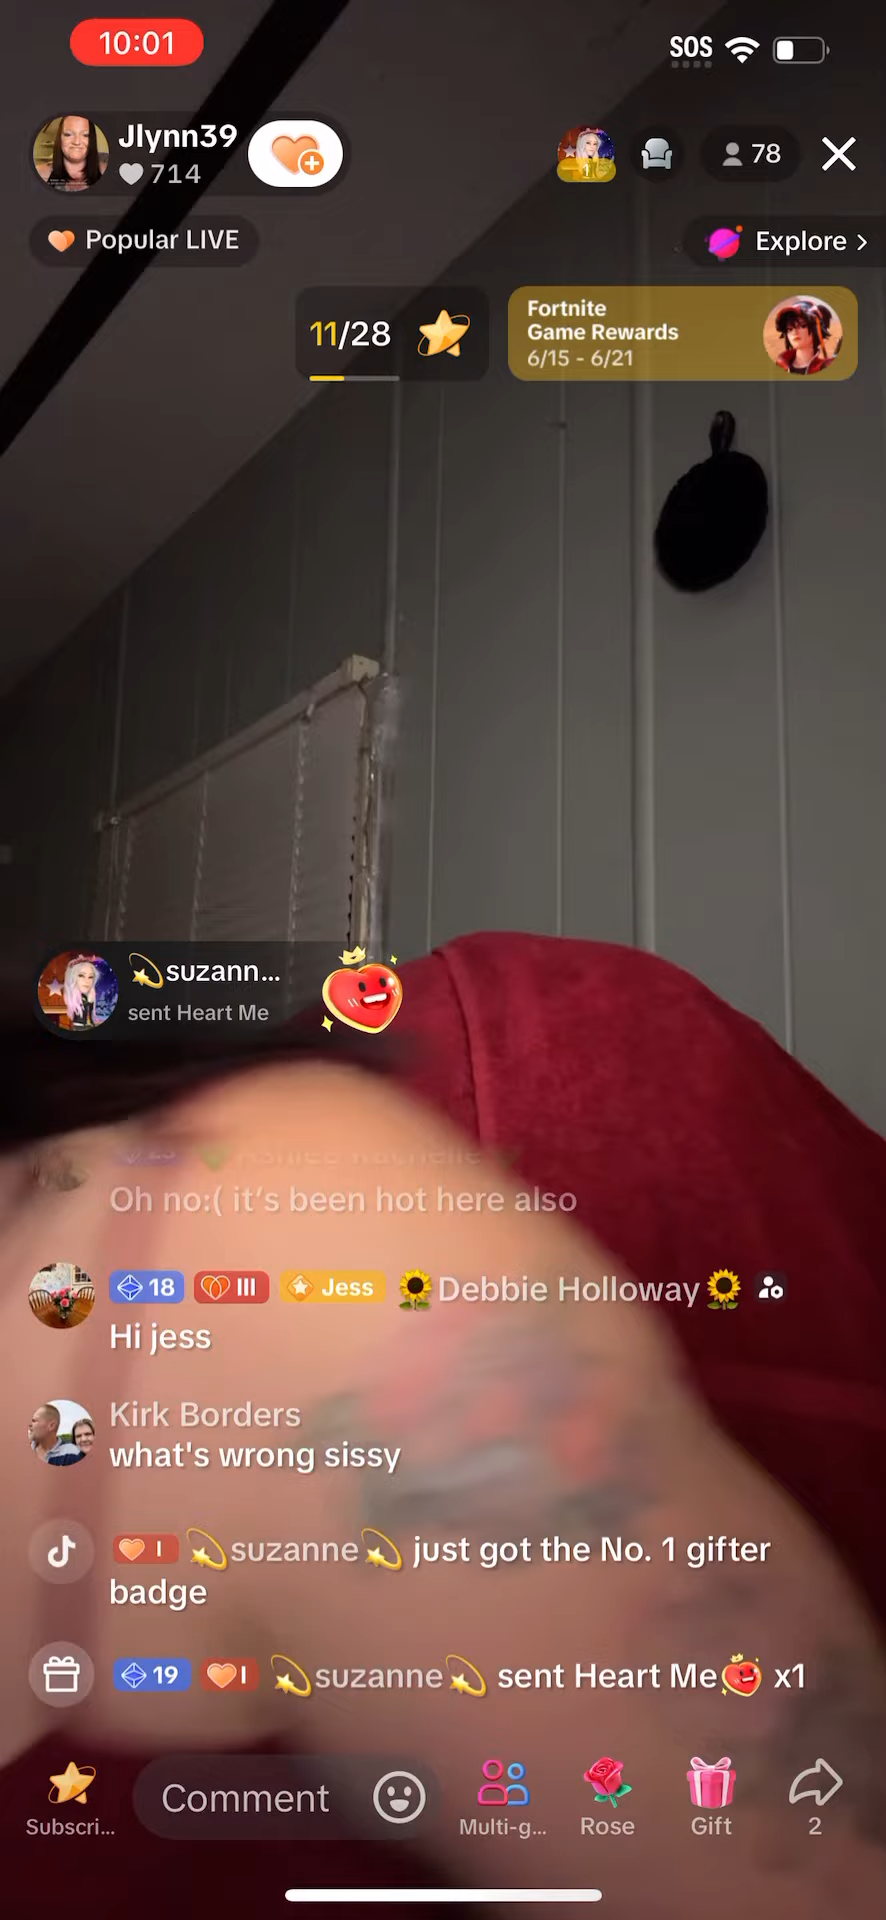 10:01
SOS
Jlynn39
714
1
78
Popular LIVE
Explore >
11/28
Fortnite
Game Rewards
6/15 - 6/21
💫suzann...
sent Heart Me
Oh no:( it's been hot here also
18 III Jess 🌻Debbie Holloway🌻
Hi jess
Kirk Borders
what's wrong sissy
I 💫suzanne💫 just got the No. 1 gifter
badge
19 I 💫suzanne💫 sent Heart Me x1
Subscri...
Comment
Multi-g...
Rose
Gift
2